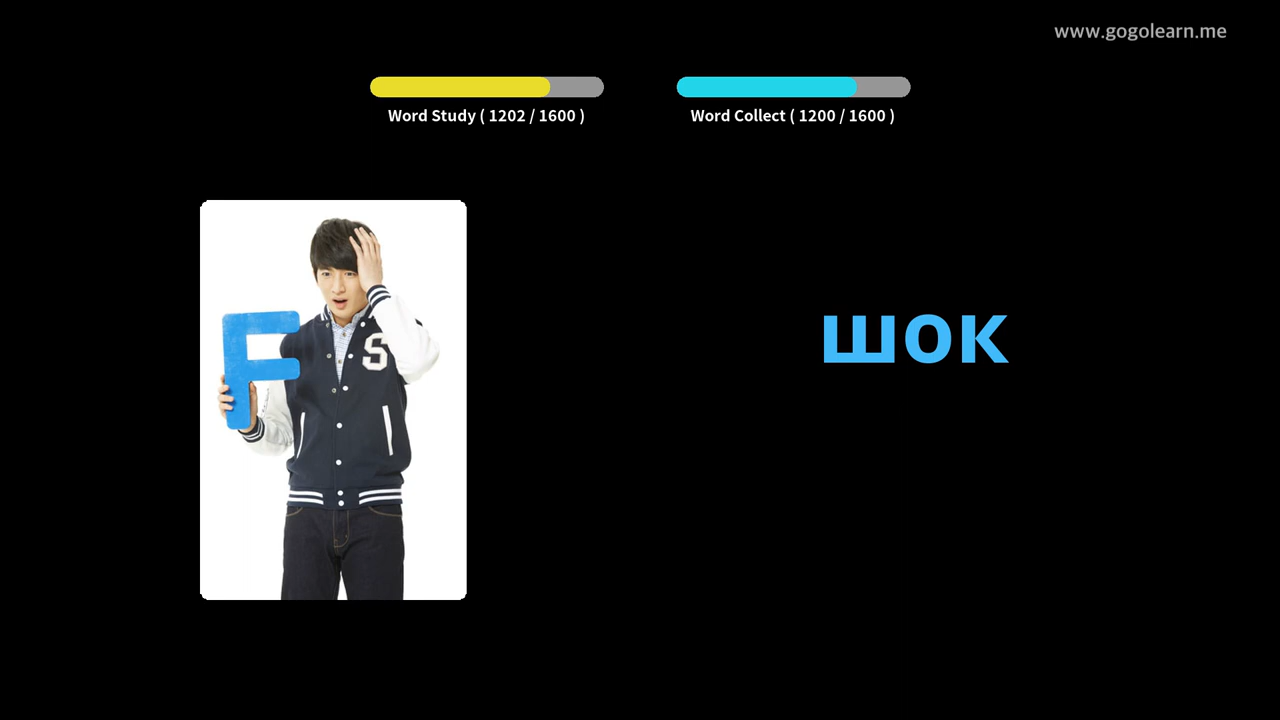 www.gogolearn.me
Word Study ( 1202 / 1600 )
Word Collect ( 1200 / 1600 )
F
S
шок